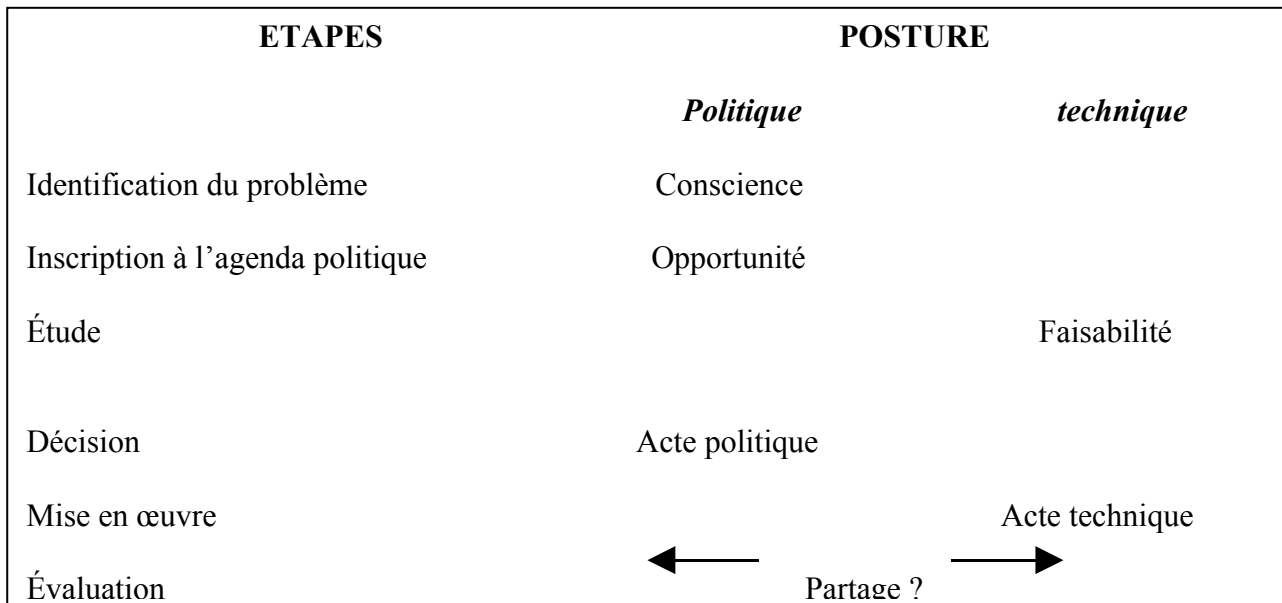 ETAPES POSTURE
Politique technique
Identification du problème Conscience
Inscription à l’agenda politique Opportunité
Étude Faisabilité
Décision Acte politique
Mise en œuvre Acte technique
Évaluation Partage ?